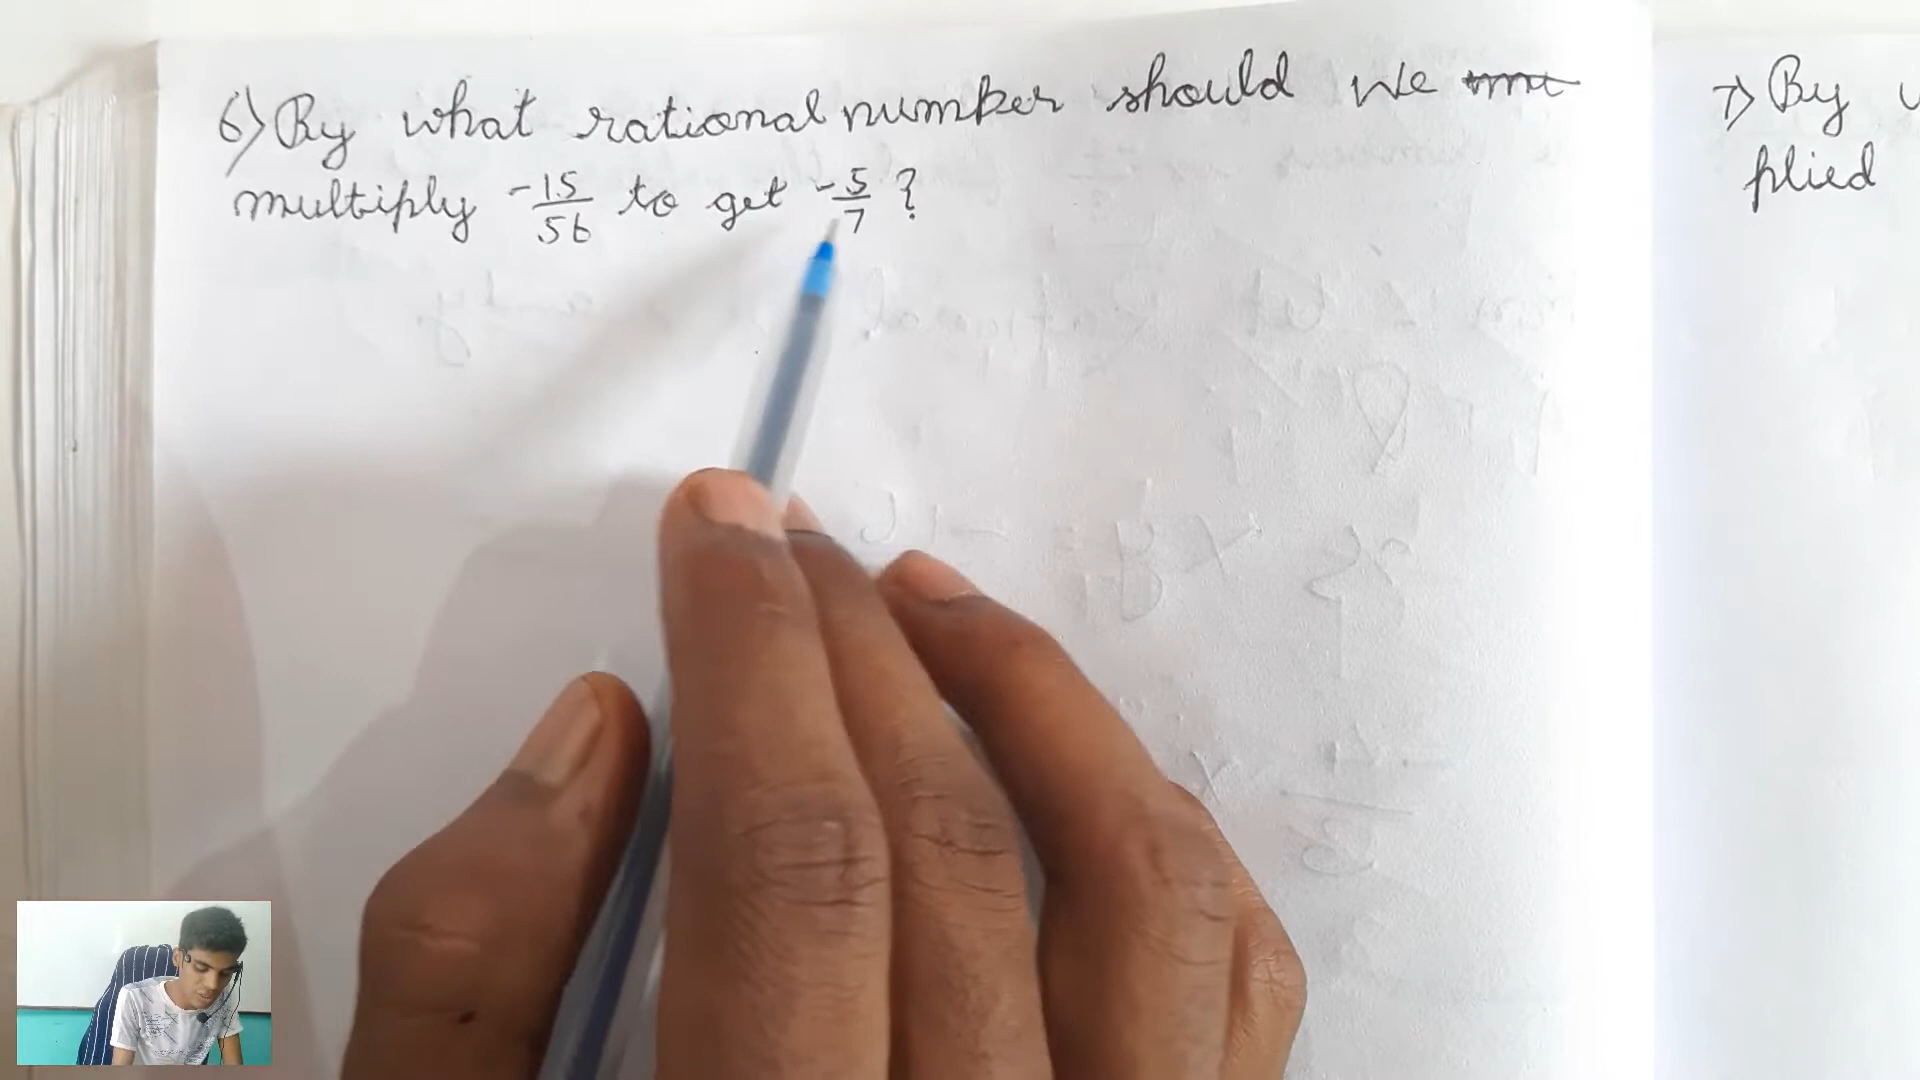 6) By what rational number should we
multiply -15/56 to get -5/7 ?
7) By
plied